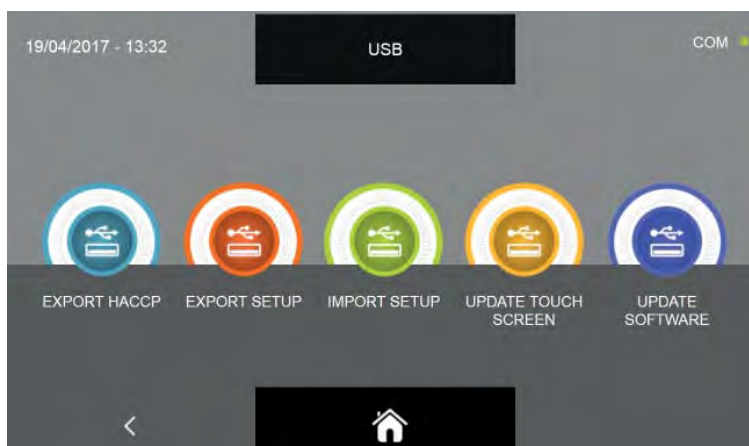 19/04/2017 - 13:32
USB
COM
EXPORT HACCP
EXPORT SETUP
IMPORT SETUP
UPDATE TOUCH
SCREEN
UPDATE
SOFTWARE